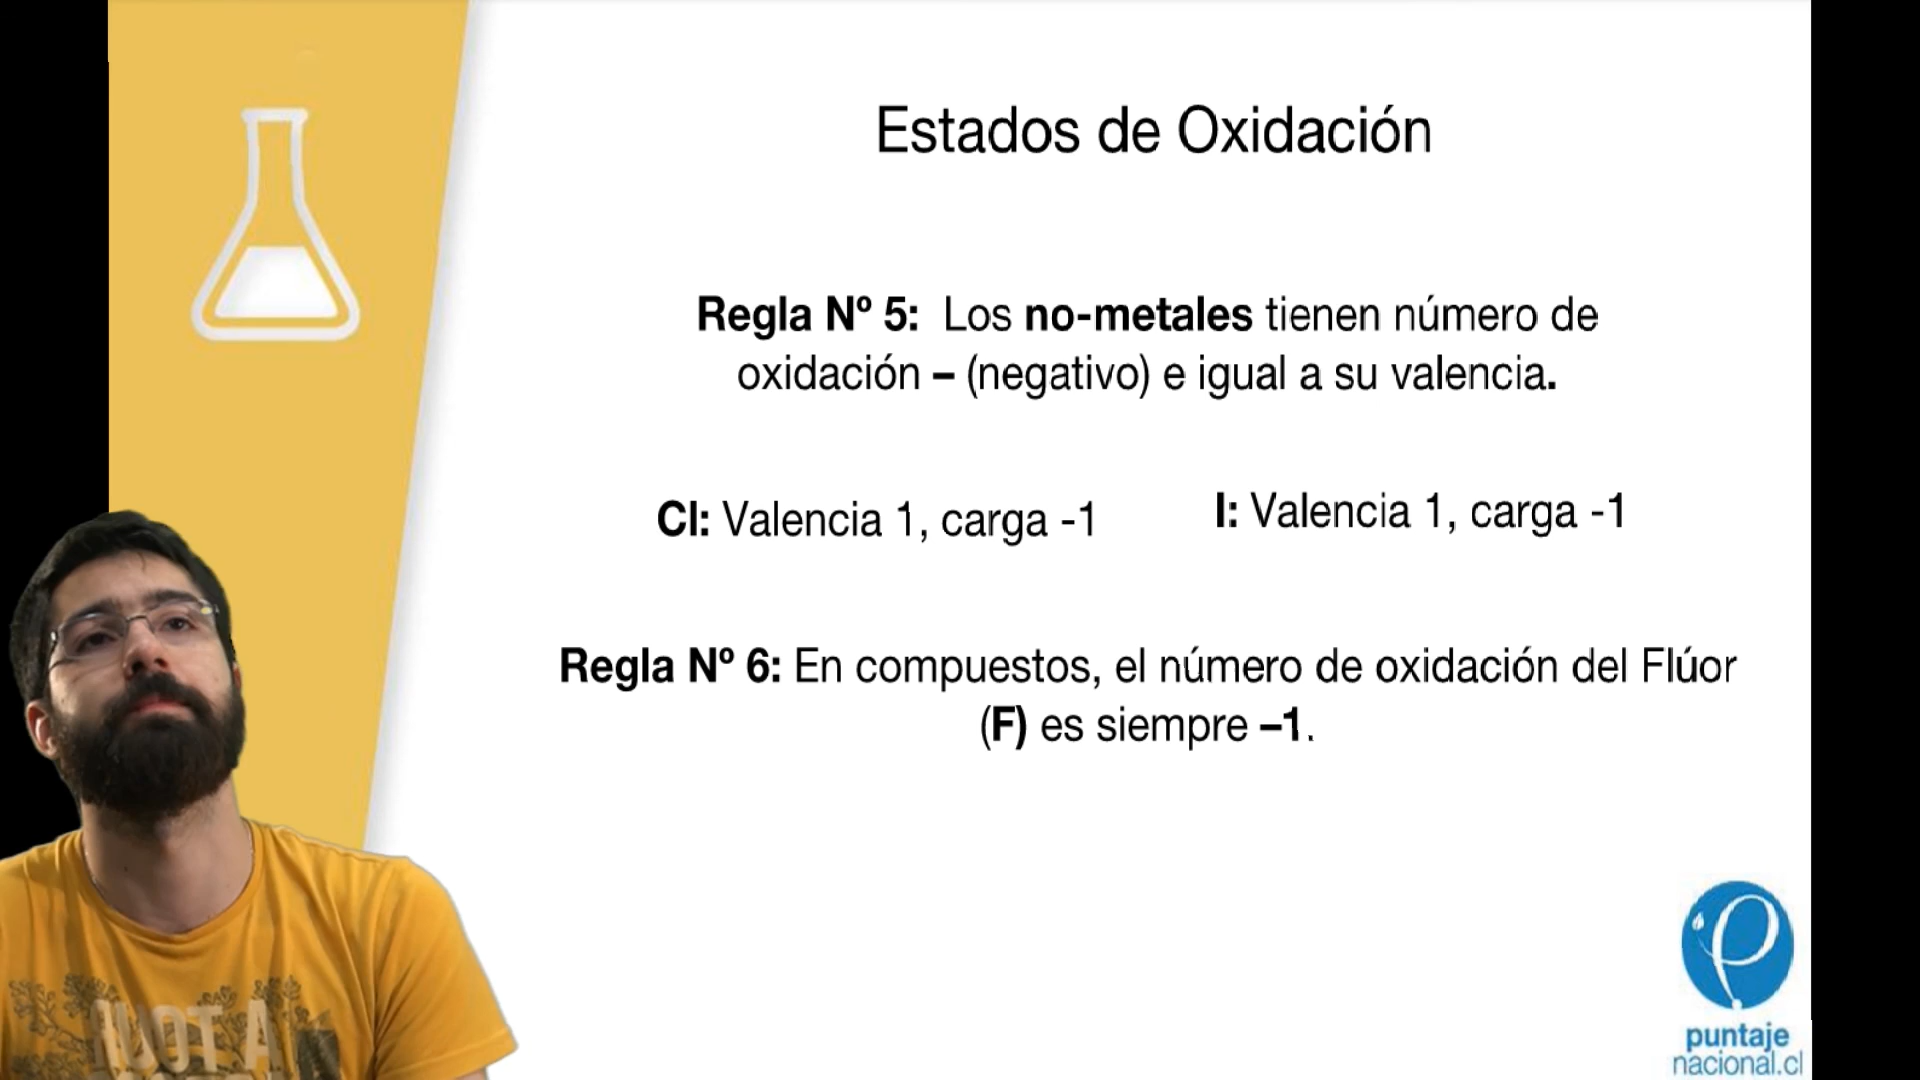 Estados de Oxidación
Regla Nº 5: Los no-metales tienen número de
oxidación – (negativo) e igual a su valencia.
Cl: Valencia 1, carga -1
I: Valencia 1, carga -1
Regla Nº 6: En compuestos, el número de oxidación del Flúor
(F) es siempre –1.
NOT A
puntaje
nacional.cl